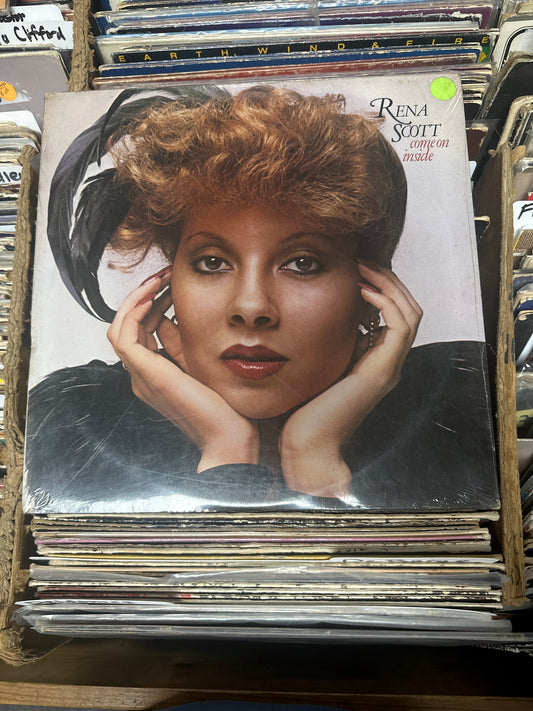 Clifford
EARTH, WIND & FIRE
RENA
SCOTT
come on
inside